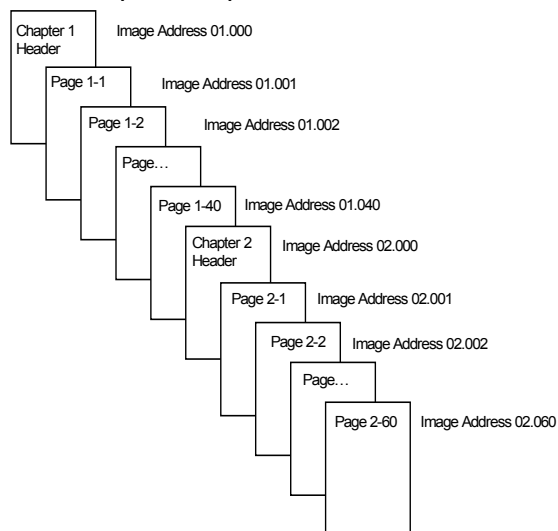 Chapter 1
Header
Image Address 01.000
Page 1-1
Image Address 01.001
Page 1-2
Image Address 01.002
Page…
Page 1-40
Image Address 01.040
Chapter 2
Header
Image Address 02.000
Page 2-1
Image Address 02.001
Page 2-2
Image Address 02.002
Page…
Page 2-60
Image Address 02.060